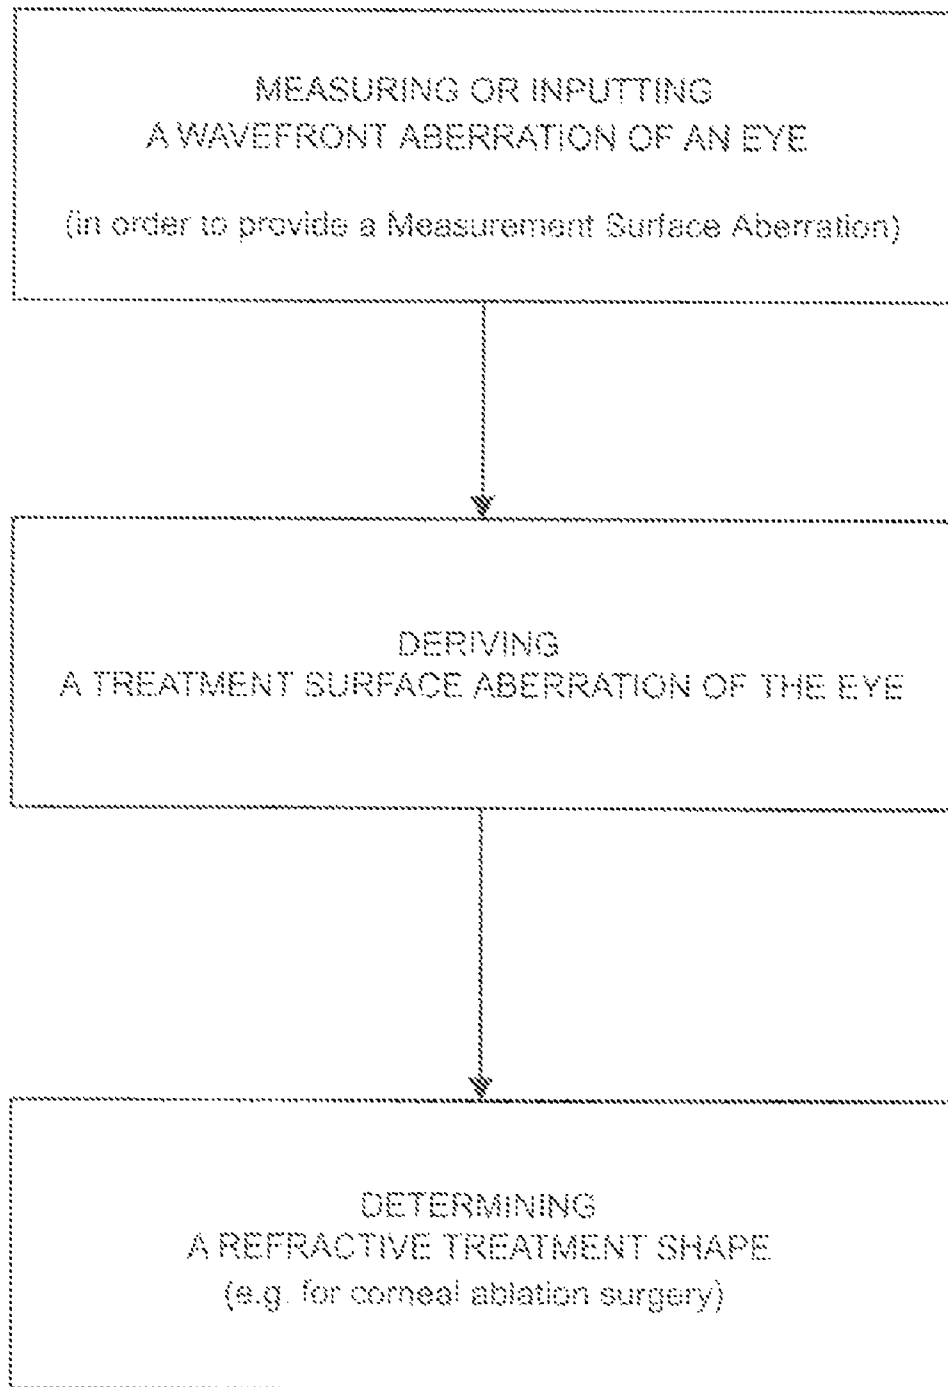 MEASURING OR INPUTTING
A WAVEFRONT ABERRATION OF AN EYE
(in order to provide a Measurement Surface Aberration)
DERIVING
A TREATMENT SURFACE ABERRATION OF THE EYE
DETERMINING
A REFRACTIVE TREATMENT SHAPE
(e.g. for corneal ablation surgery)